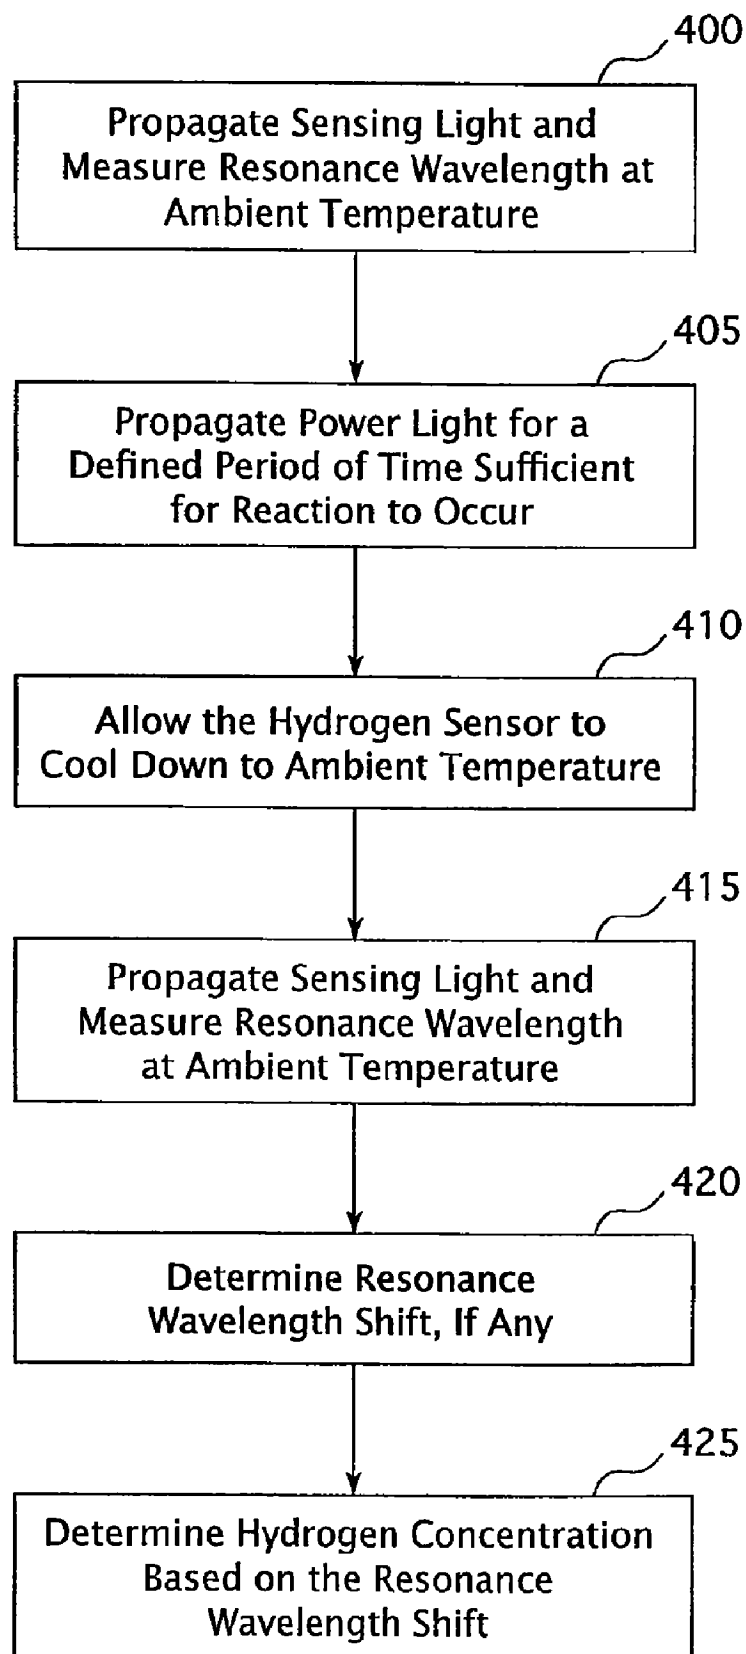 400
Propagate Sensing Light and
Measure Resonance Wavelength at
Ambient Temperature
405
Propagate Power Light for a
Defined Period of Time Sufficient
for Reaction to Occur
410
Allow the Hydrogen Sensor to
Cool Down to Ambient Temperature
415
Propagate Sensing Light and
Measure Resonance Wavelength
at Ambient Temperature
420
Determine Resonance
Wavelength Shift, If Any
425
Determine Hydrogen Concentration
Based on the Resonance
Wavelength Shift